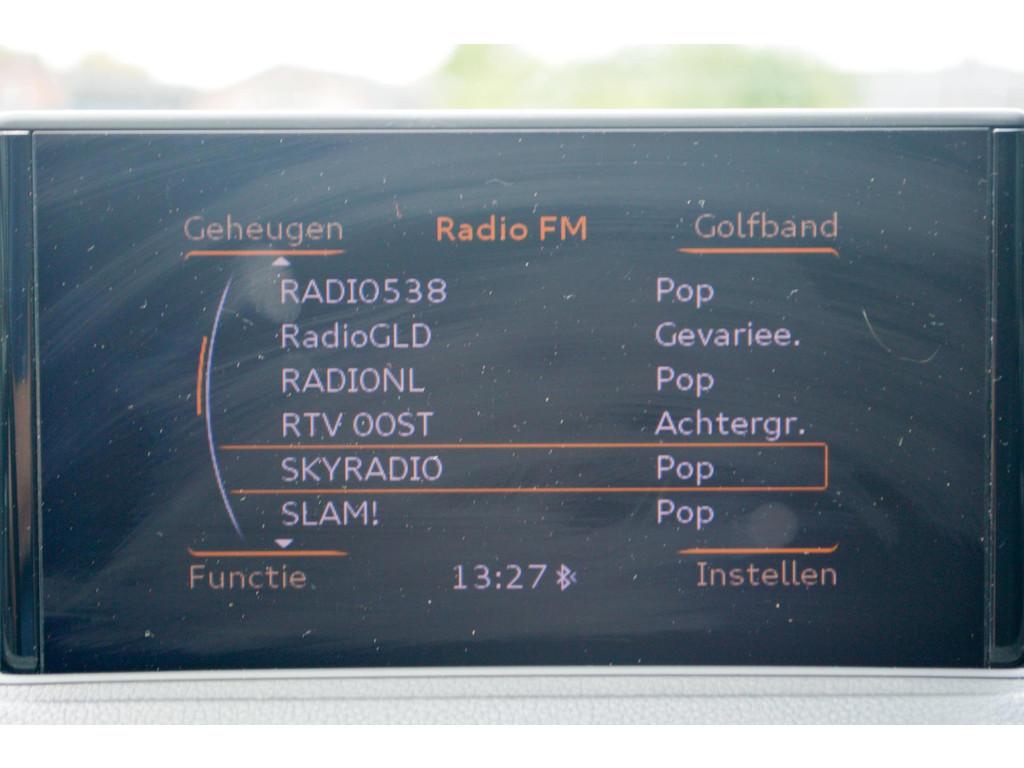 Geheugen Radio FM Golfband
RADIO538 Pop
RadioGLD Gevariee.
RADIONL Pop
RTV OOST Achtergr.
SKYRADIO Pop
SLAM! Pop
Functie 13:27 Instellen